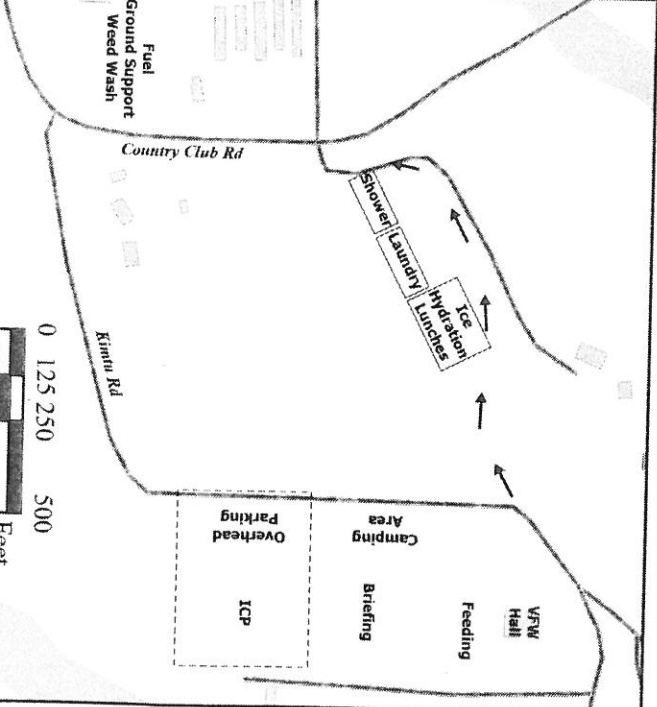 Fuel
Ground Support
Weed Wash
Country Club Rd
Shower
Laundry
Ice
Hydration
Lunches
Kimtu Rd
0 125 250 500
Feet
Overhead
Parking
ICP
Camping
Area
Briefing
Feeding
VFW
Hall